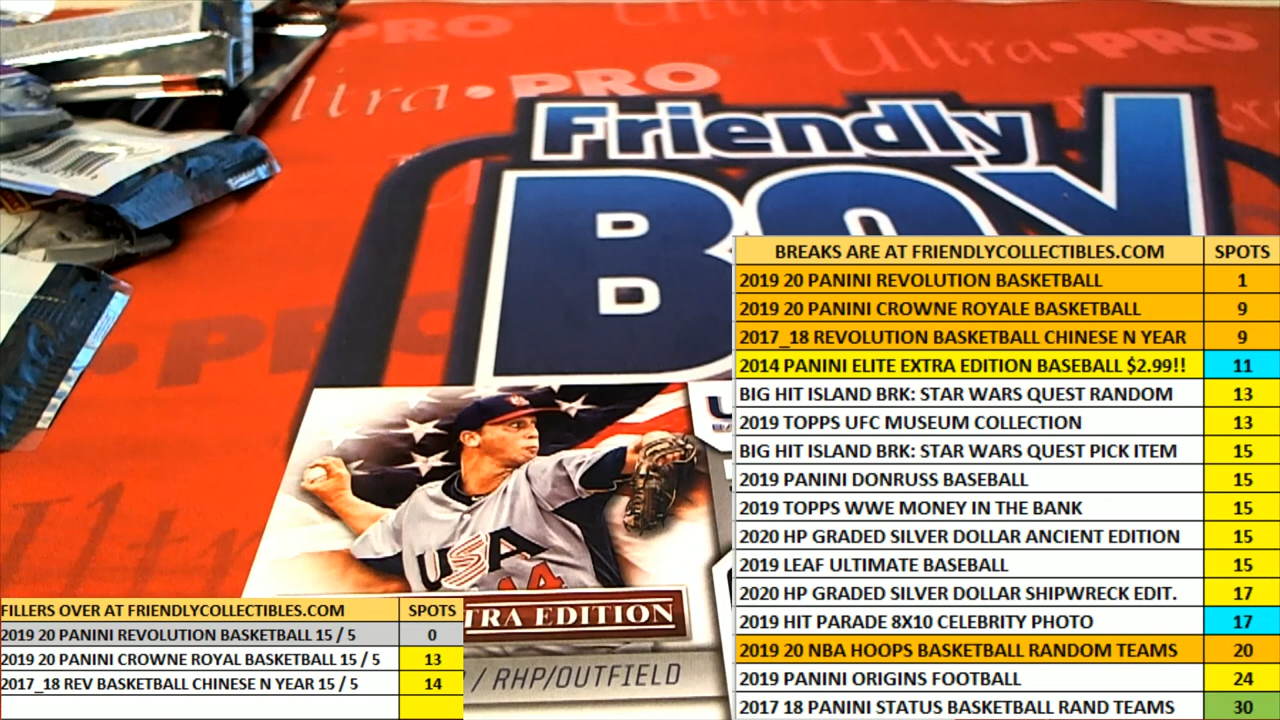 PRO
Ultra•PRO
ltra•PRO
Friendly
BOX
BREAKS ARE AT FRIENDLYCOLLECTIBLES.COM SPOTS
2019 20 PANINI REVOLUTION BASKETBALL 1
2019 20 PANINI CROWNE ROYALE BASKETBALL 9
2017_18 REVOLUTION BASKETBALL CHINESE N YEAR 9
2014 PANINI ELITE EXTRA EDITION BASEBALL $2.99!! 11
BIG HIT ISLAND BRK: STAR WARS QUEST RANDOM 13
2019 TOPPS UFC MUSEUM COLLECTION 13
BIG HIT ISLAND BRK: STAR WARS QUEST PICK ITEM 15
2019 PANINI DONRUSS BASEBALL 15
2019 TOPPS WWE MONEY IN THE BANK 15
2020 HP GRADED SILVER DOLLAR ANCIENT EDITION 15
2019 LEAF ULTIMATE BASEBALL 15
2020 HP GRADED SILVER DOLLAR SHIPWRECK EDIT. 17
2019 HIT PARADE 8X10 CELEBRITY PHOTO 17
2019 20 NBA HOOPS BASKETBALL RANDOM TEAMS 20
2019 PANINI ORIGINS FOOTBALL 24
2017 18 PANINI STATUS BASKETBALL RAND TEAMS 30
•PRO
USA
14
TRA EDITION
/ RHP/OUTFIELD
FILLERS OVER AT FRIENDLYCOLLECTIBLES.COM SPOTS
2019 20 PANINI REVOLUTION BASKETBALL 15 / 5 0
2019 20 PANINI CROWNE ROYAL BASKETBALL 15 / 5 13
2017_18 REV BASKETBALL CHINESE N YEAR 15 / 5 14